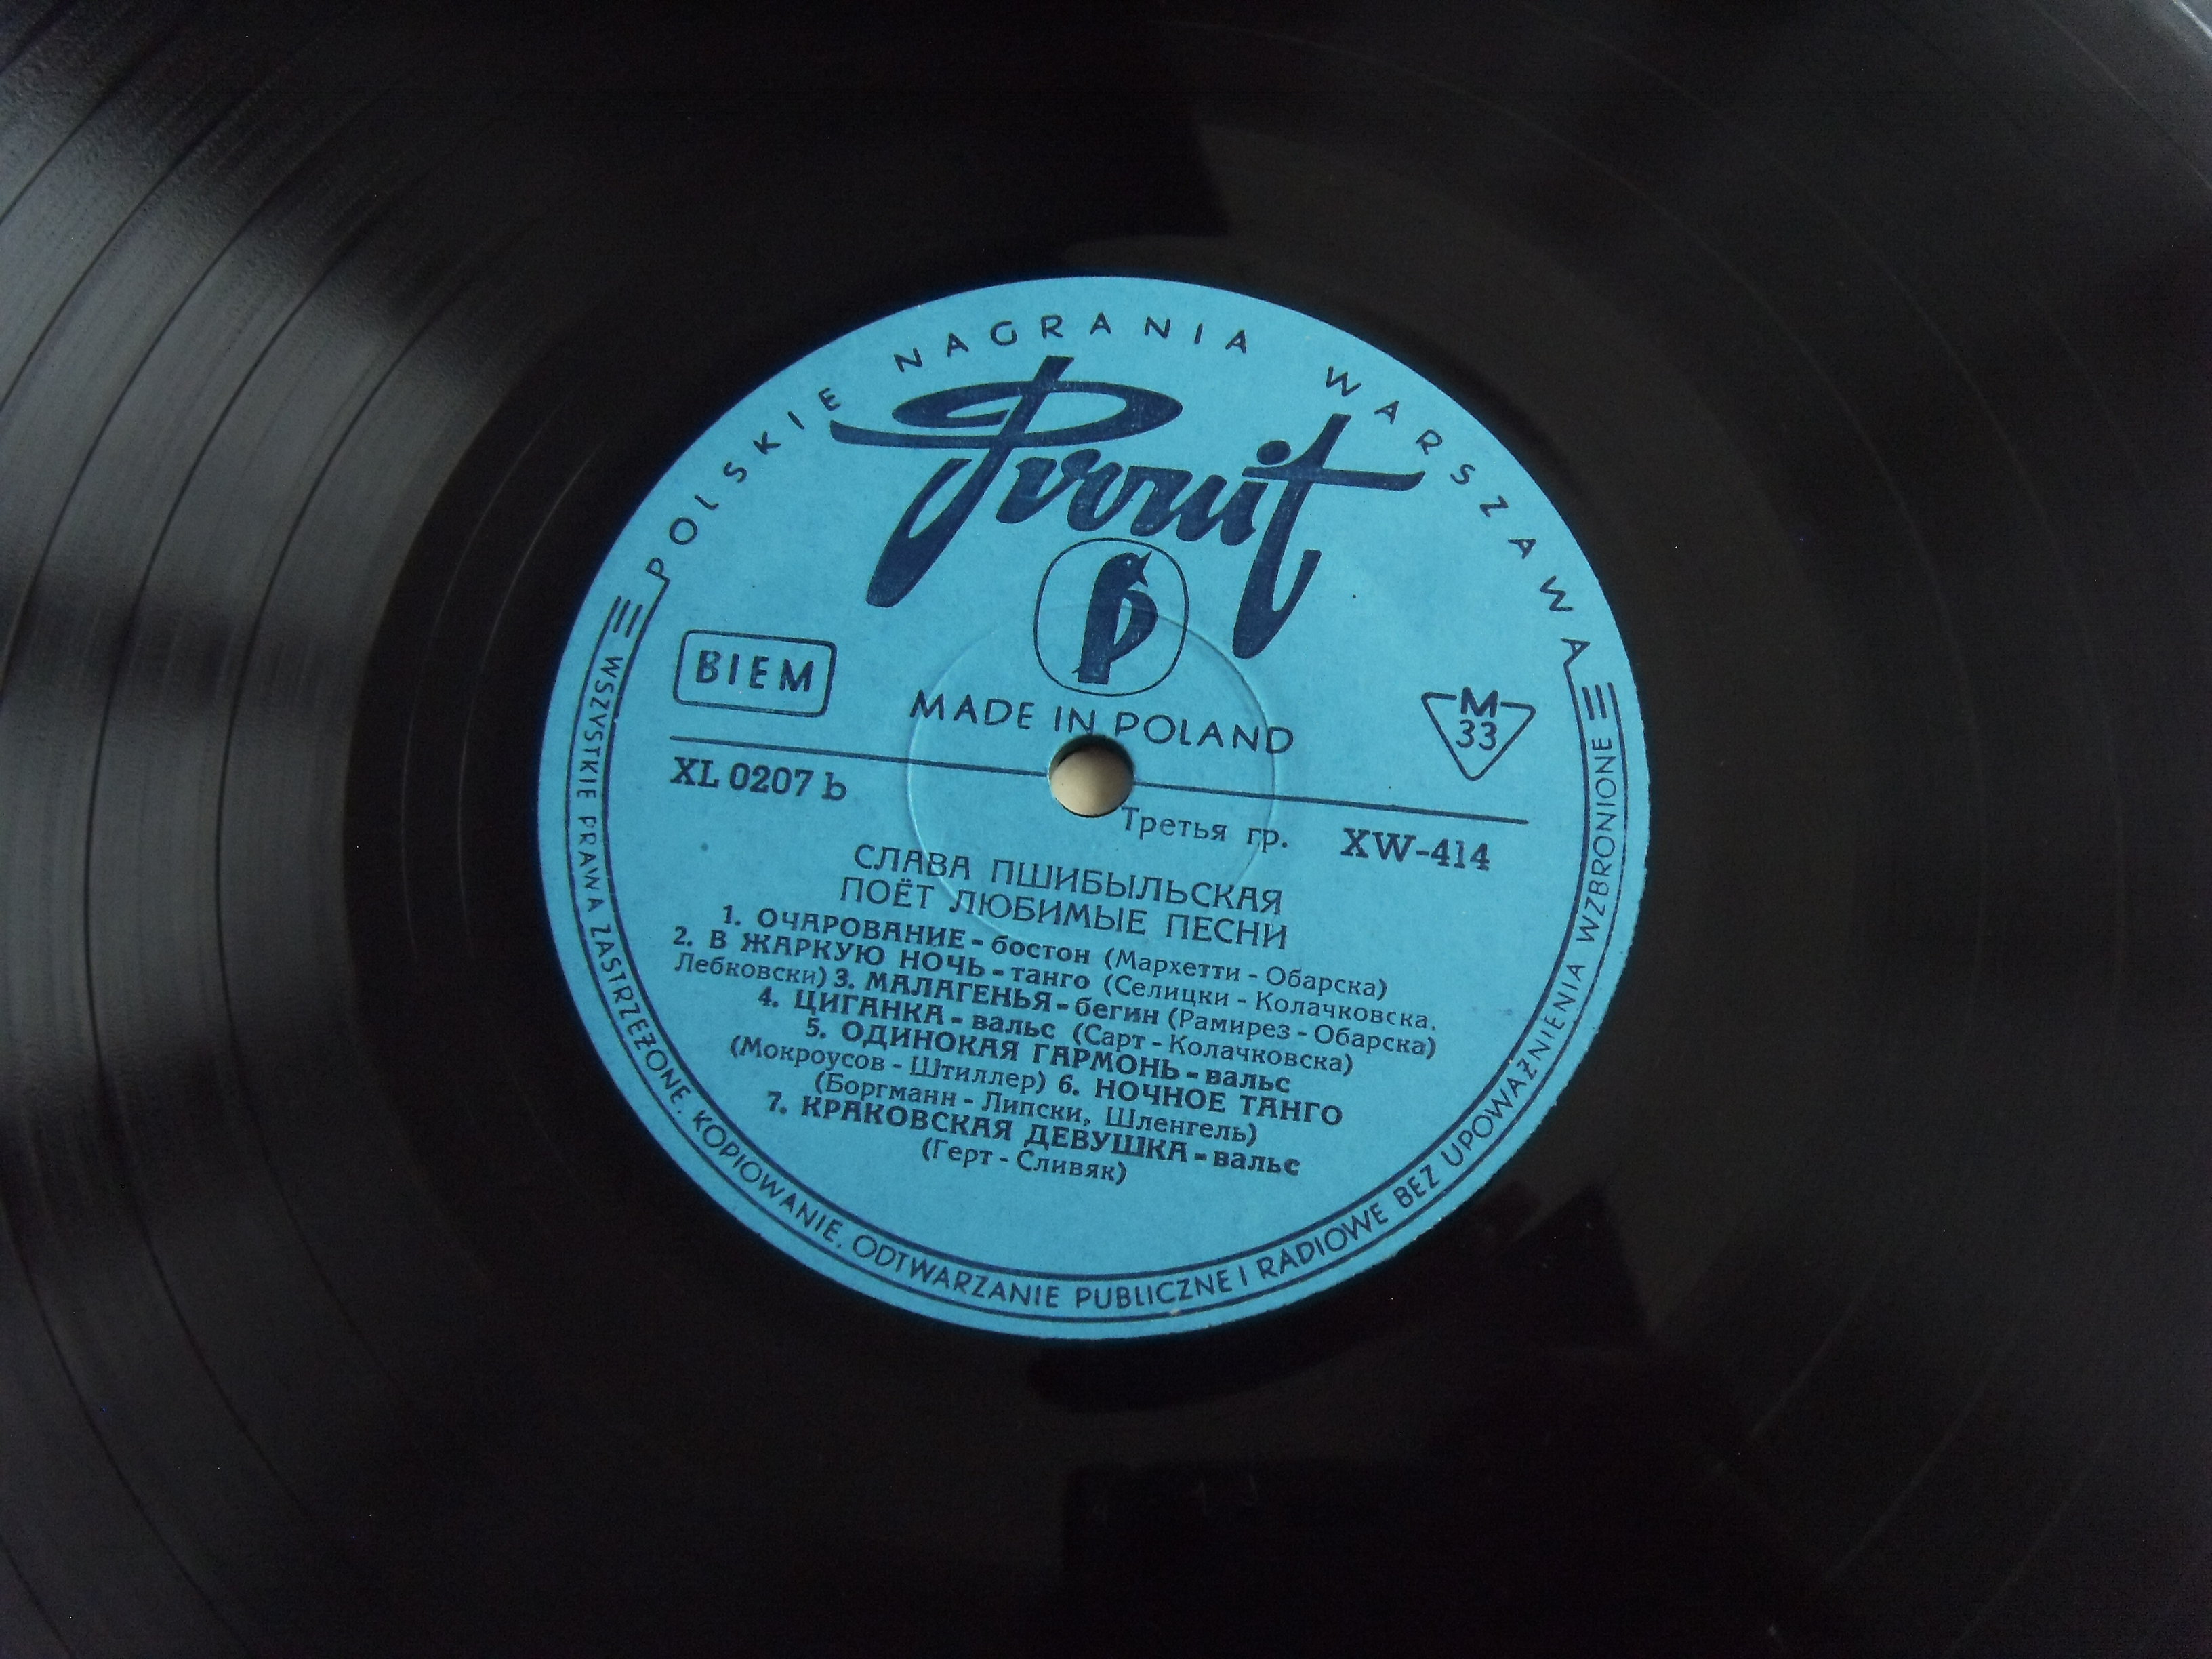 POLSKIE NAGRANIA WARSZAWA
Pronit
BIEM
MADE IN POLAND
M
33
XL 0207 b
Третья гр. XW-414
СЛАВА ПШИБЫЛЬСКАЯ
ПОЁТ ЛЮБИМЫЕ ПЕСНИ
1. ОЧАРОВАНИЕ - бостон (Мархетти - Обарска)
2. В ЖАРКУЮ НОЧЬ - танго (Селицки - Колачковска,
Лебковски) 3. МАЛАГЕНЬЯ - бегин (Рамирез - Обарска)
4. ЦИГАНКА - вальс (Сарт - Колачковска)
5. ОДИНОКАЯ ГАРМОНЬ - вальс
(Мокроусов - Штиллер) 6. НОЧНОЕ ТАНГО
(Боргманн - Липски, Шленгель)
7. КРАКОВСКАЯ ДЕВУШКА - вальс
(Герт - Сливяк)
WSZYSTKIE PRAWA ZASTRZEŻONE. KOPIOWANIE, ODTWARZANIE PUBLICZNE I RADIOWE BEZ UPOWAŻNIENIA WZBRONIONE